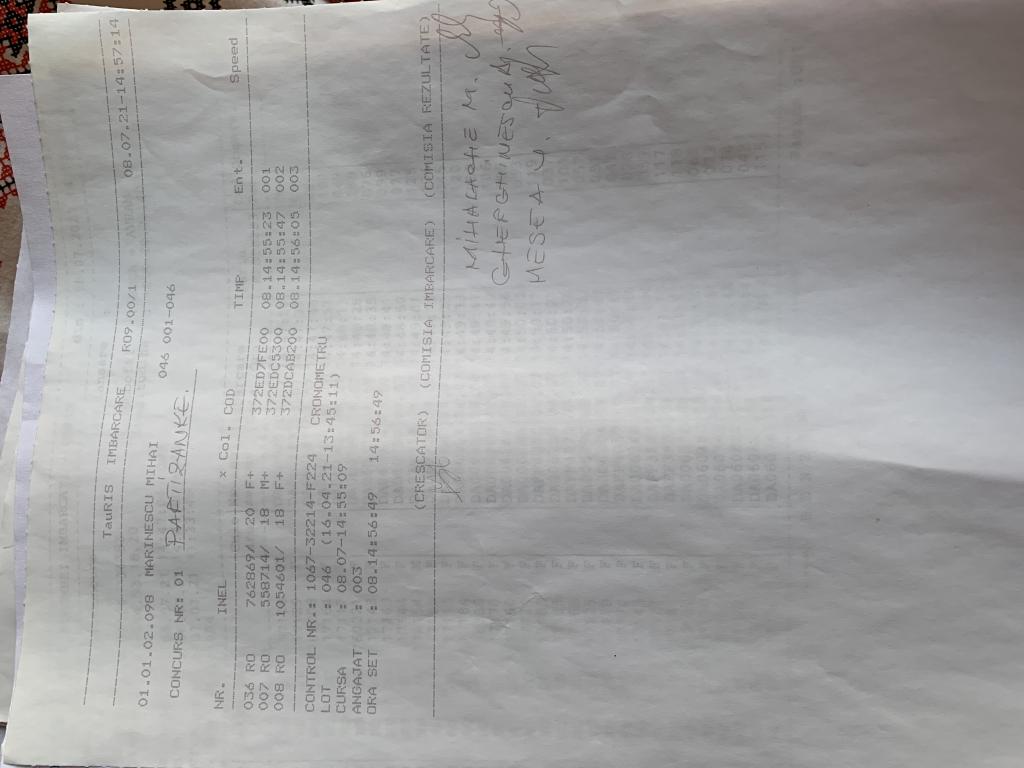 TauRIS IMBARCARE R09.00/1 08.07.21-14:57:14
01.01.02.098 MARINESCU MIHAI 046 001-046
CONCURS NR: 01
NR. INEL x Col. COD TIMP Ent. Speed
036 RO 762869/ 20 F+ 372ED7FE00 08.14:55:23 001
007 RO 558714/ 18 M+ 372EDC5300 08.14:55:47 002
008 RO 1054601/ 18 F+ 372DCAB200 08.14:56:05 003
CONTROL NR.: 1067-32214-F224 CRONOMETRU
LOT : 046 (16.04.21-13:45:11)
CURSA : 08.07-14:55:09
ANGAJAT : 003
ORA SET : 08.14:56:49 14:56:49
(CRESCATOR) (COMISIA IMBARCARE) (COMISIA REZULTATE)
MIHALACHE M.